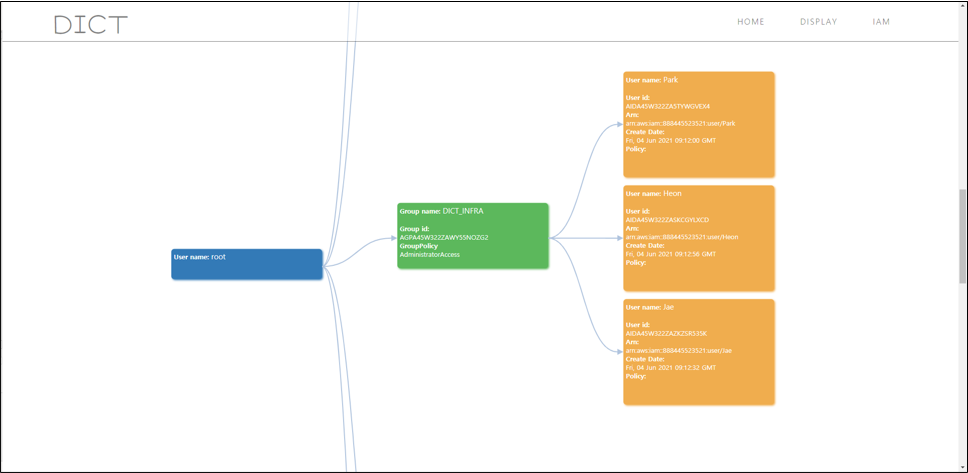 DICT
HOME DISPLAY IAM
User name: root
Group name: DICT_INFRA
Group id:
AGPA45W322ZAWY55NOZG2
GroupPolicy
AdministratorAccess
User name: Park
User id:
AIDA45W322ZA5TYWGVEX4
Arn:
arn:aws:iam::888445523521:user/Park
Create Date:
Fri, 04 Jun 2021 09:12:00 GMT
Policy:
User name: Heon
User id:
AIDA45W322ZASKCGYLXCD
Arn:
arn:aws:iam::888445523521:user/Heon
Create Date:
Fri, 04 Jun 2021 09:12:56 GMT
Policy:
User name: Jae
User id:
AIDA45W322ZAZKZSR535K
Arn:
arn:aws:iam::888445523521:user/Jae
Create Date:
Fri, 04 Jun 2021 09:12:32 GMT
Policy: